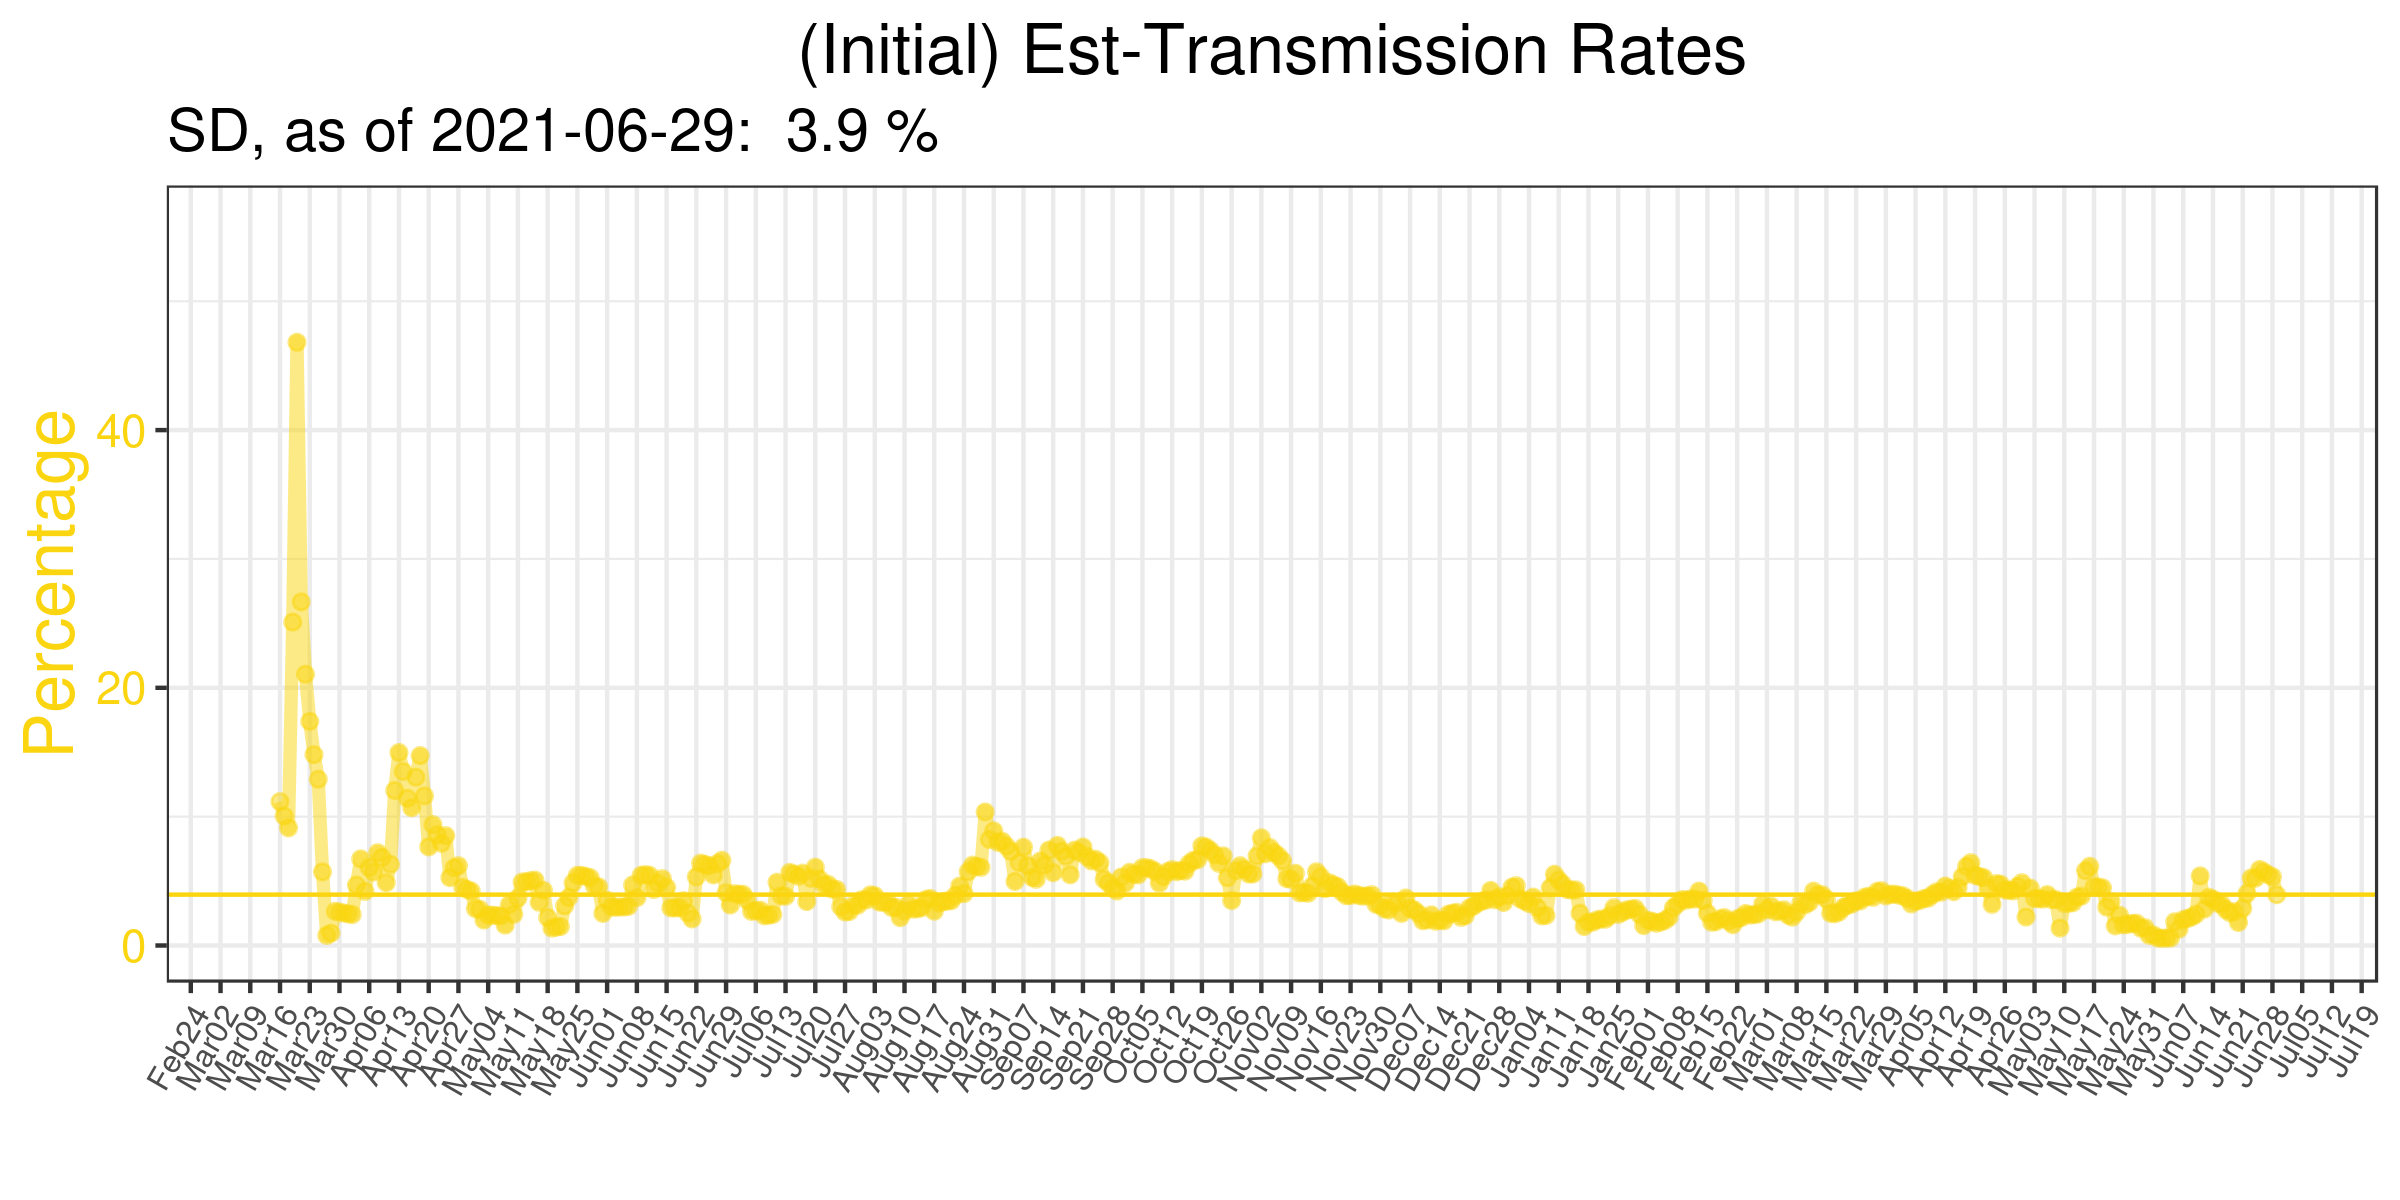 (Initial) Est-Transmission Rates
SD, as of 2021-06-29:  3.9 %
Percentage
40
20
0
Feb24
Mar02
Mar09
Mar16
Mar23
Mar30
Apr06
Apr13
Apr20
Apr27
May04
May11
May18
May25
Jun01
Jun08
Jun15
Jun22
Jun29
Jul06
Jul13
Jul20
Jul27
Aug03
Aug10
Aug17
Aug24
Aug31
Sep07
Sep14
Sep21
Sep28
Oct05
Oct12
Oct19
Oct26
Nov02
Nov09
Nov16
Nov23
Nov30
Dec07
Dec14
Dec21
Dec28
Jan04
Jan11
Jan18
Jan25
Feb01
Feb08
Feb15
Feb22
Mar01
Mar08
Mar15
Mar22
Mar29
Apr05
Apr12
Apr19
Apr26
May03
May10
May17
May24
May31
Jun07
Jun14
Jun21
Jun28
Jul05
Jul12
Jul19